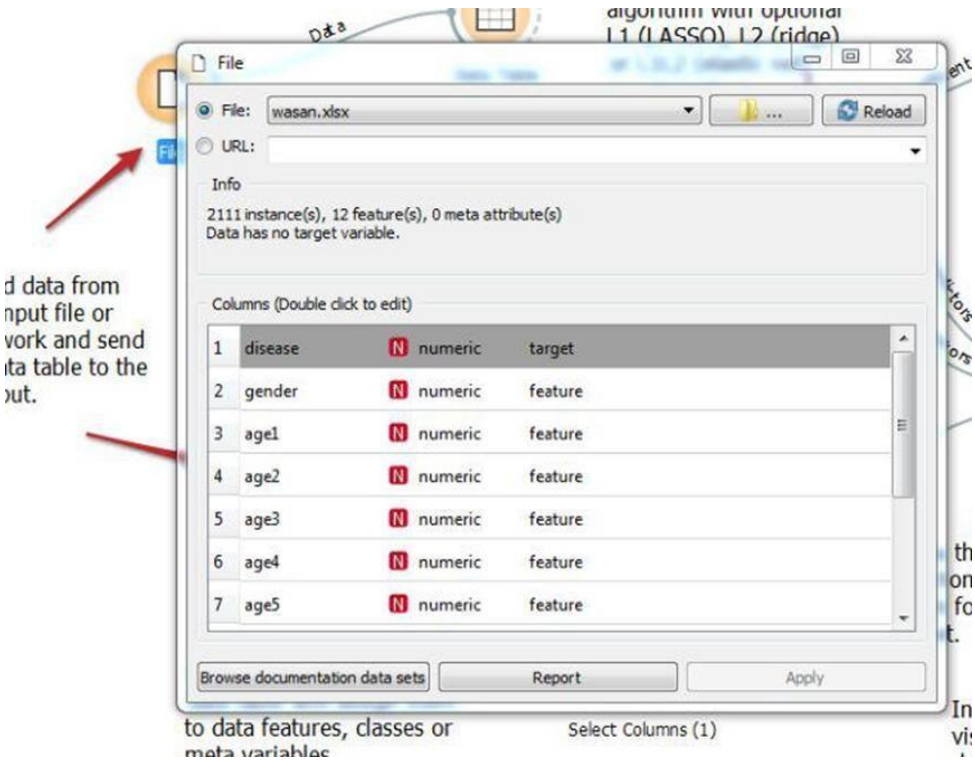 Data
algorithm with optional
L1 (LASSO), L2 (ridge)
File
File:
wasan.xlsx
...
Reload
URL:
Info
2111 instance(s), 12 feature(s), 0 meta attribute(s)
Data has no target variable.
d data from
nput file or
work and send
ta table to the
out.
Columns (Double click to edit)
1 disease N numeric target
2 gender N numeric feature
3 age1 N numeric feature
4 age2 N numeric feature
5 age3 N numeric feature
6 age4 N numeric feature
7 age5 N numeric feature
Browse documentation data sets
Report
Apply
to data features, classes or
meta variables
Select Columns (1)